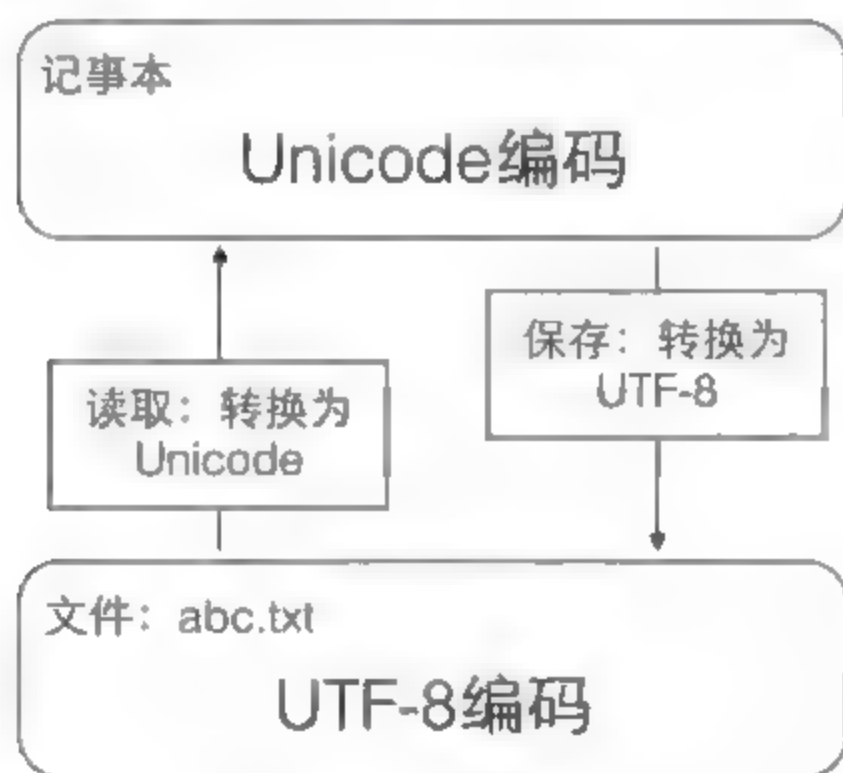 记事本
Unicode编码
保存：转换为
UTF-8
读取：转换为
Unicode
文件：abc.txt
UTF-8编码